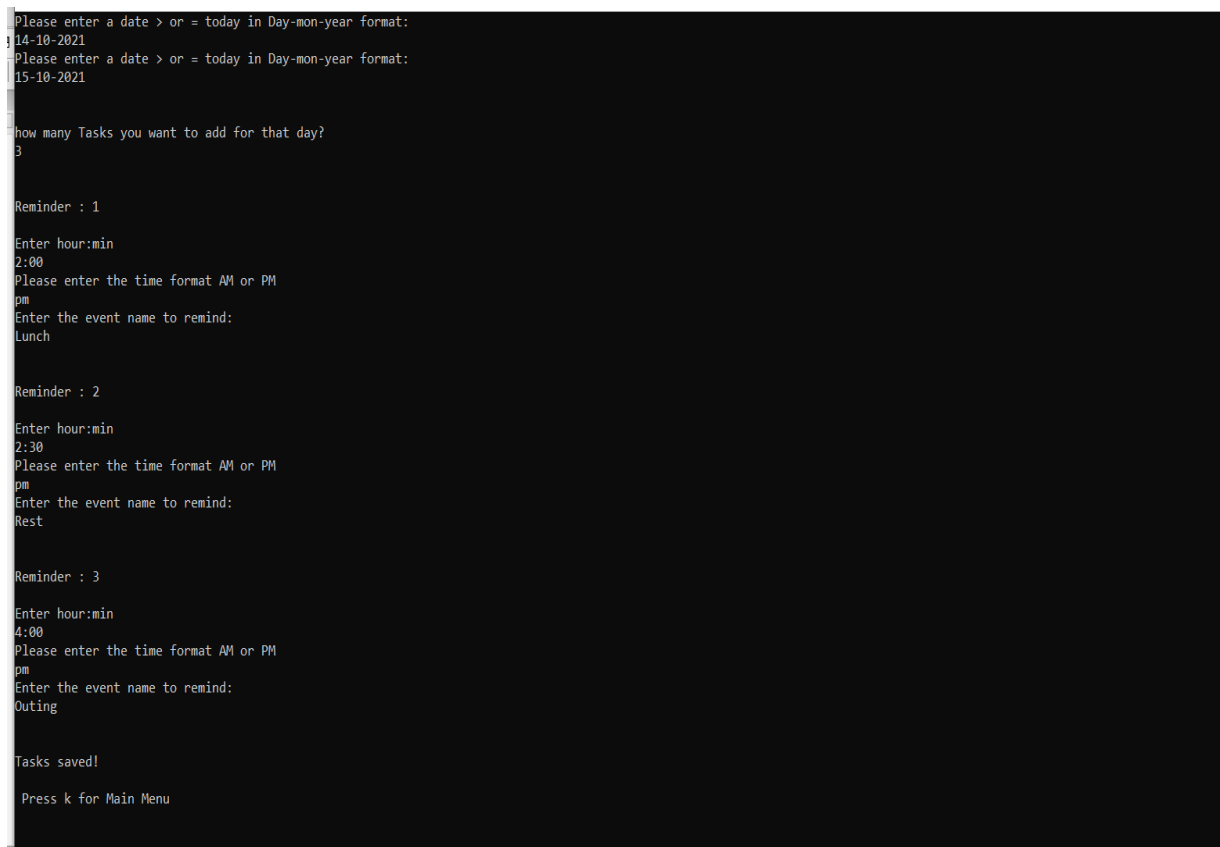 Please enter a date > or = today in Day-mon-year format:
14-10-2021
Please enter a date > or = today in Day-mon-year format:
15-10-2021
how many Tasks you want to add for that day?
3
Reminder : 1
Enter hour:min
2:00
Please enter the time format AM or PM
pm
Enter the event name to remind:
Lunch
Reminder : 2
Enter hour:min
2:30
Please enter the time format AM or PM
pm
Enter the event name to remind:
Rest
Reminder : 3
Enter hour:min
4:00
Please enter the time format AM or PM
pm
Enter the event name to remind:
Outing
Tasks saved!
Press k for Main Menu